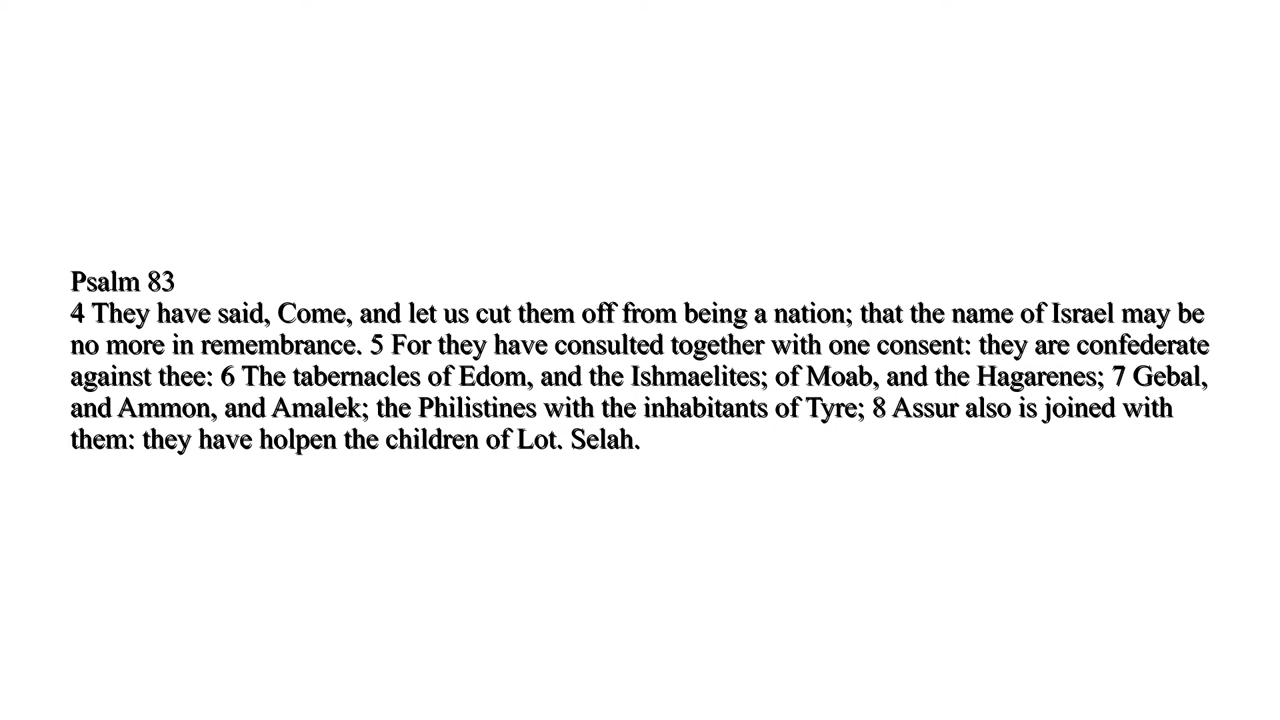 Psalm 83
4 They have said, Come, and let us cut them off from being a nation; that the name of Israel may be
no more in remembrance. 5 For they have consulted together with one consent: they are confederate
against thee: 6 The tabernacles of Edom, and the Ishmaelites; of Moab, and the Hagarenes; 7 Gebal,
and Ammon, and Amalek; the Philistines with the inhabitants of Tyre; 8 Assur also is joined with
them: they have holpen the children of Lot. Selah.